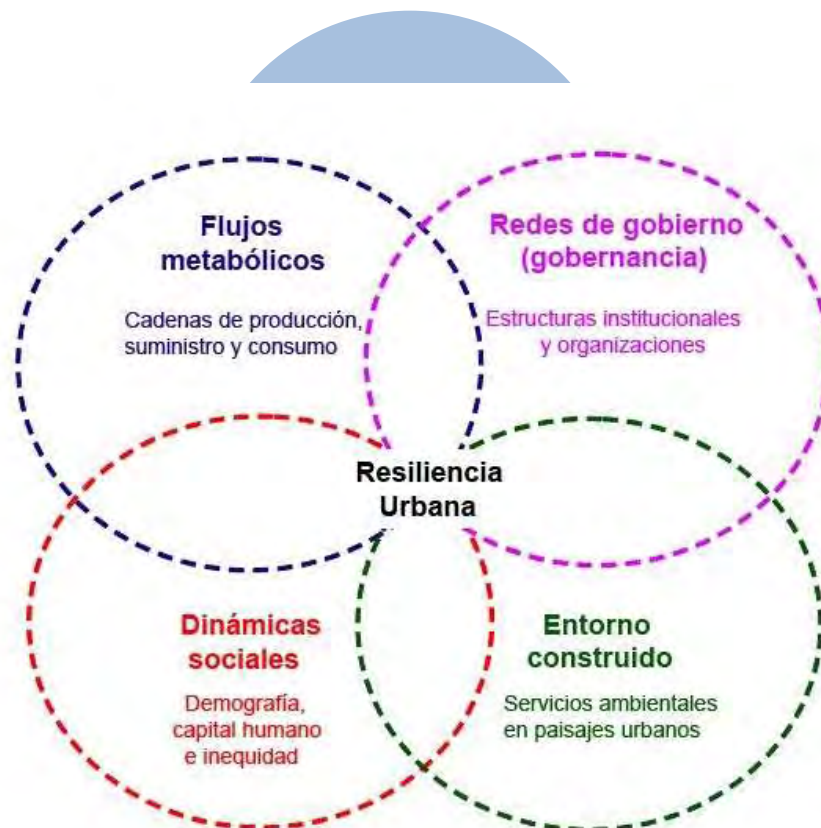 Flujos
metabólicos
Cadenas de producción,
suministro y consumo
Redes de gobierno
(gobernancia)
Estructuras institucionales
y organizaciones
Resiliencia
Urbana
Dinámicas
sociales
Demografía,
capital humano
e inequidad
Entorno
construido
Servicios ambientales
en paisajes urbanos